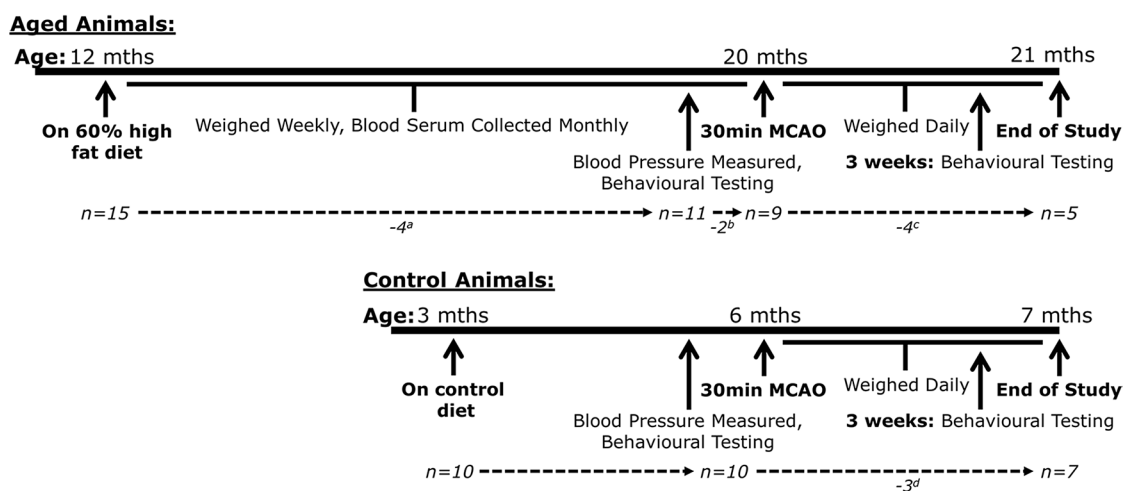 Aged Animals:
Age: 12 mths 20 mths 21 mths
On 60% high
fat diet
Weighed Weekly, Blood Serum Collected Monthly
30min MCAO
Weighed Daily
End of Study
Blood Pressure Measured,
Behavioural Testing
3 weeks: Behavioural Testing
n=15 n=11 n=9 n=5
-4a -2b -4c
Control Animals:
Age: 3 mths 6 mths 7 mths
On control
diet
30min MCAO
Weighed Daily
End of Study
Blood Pressure Measured,
Behavioural Testing
3 weeks: Behavioural Testing
n=10 n=10 n=7
-3d